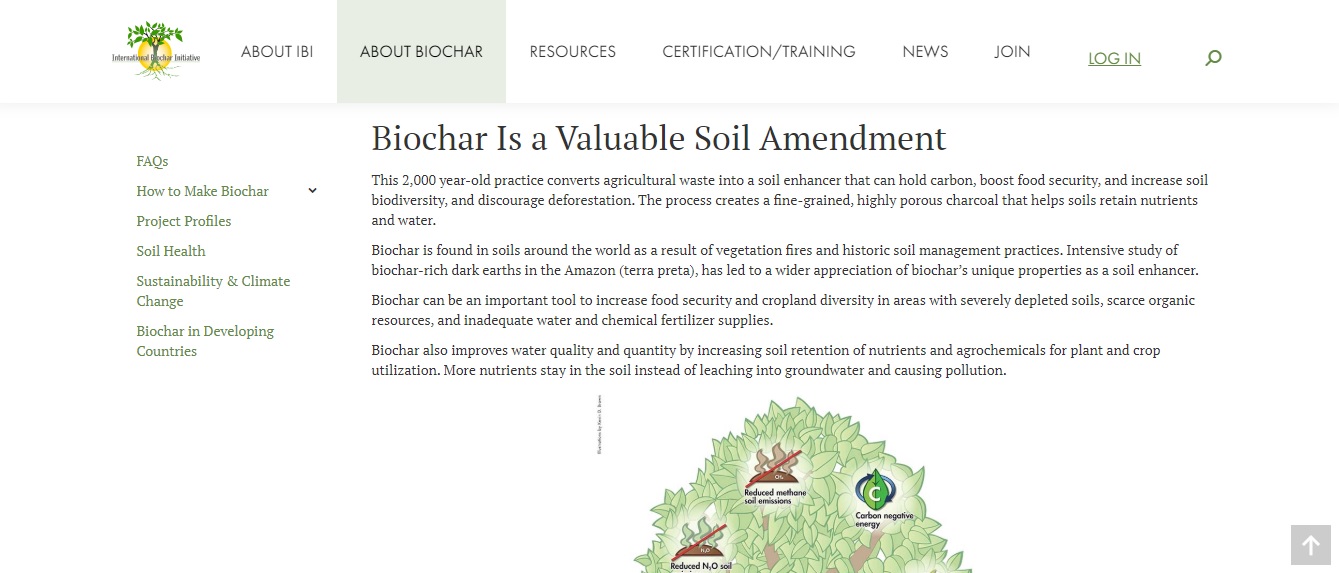 International Biochar Initiative
ABOUT IBI
ABOUT BIOCHAR
RESOURCES
CERTIFICATION/TRAINING
NEWS
JOIN
LOG IN
FAQs
How to Make Biochar
Project Profiles
Soil Health
Sustainability & Climate
Change
Biochar in Developing
Countries
Biochar Is a Valuable Soil Amendment
This 2,000 year-old practice converts agricultural waste into a soil enhancer that can hold carbon, boost food security, and increase soil
biodiversity, and discourage deforestation. The process creates a fine-grained, highly porous charcoal that helps soils retain nutrients
and water.
Biochar is found in soils around the world as a result of vegetation fires and historic soil management practices. Intensive study of
biochar-rich dark earths in the Amazon (terra preta), has led to a wider appreciation of biochar’s unique properties as a soil enhancer.
Biochar can be an important tool to increase food security and cropland diversity in areas with severely depleted soils, scarce organic
resources, and inadequate water and chemical fertilizer supplies.
Biochar also improves water quality and quantity by increasing soil retention of nutrients and agrochemicals for plant and crop
utilization. More nutrients stay in the soil instead of leaching into groundwater and causing pollution.
Reduced methane
soil emissions
C
Carbon negative
energy
N₂O
Reduced N₂O soil